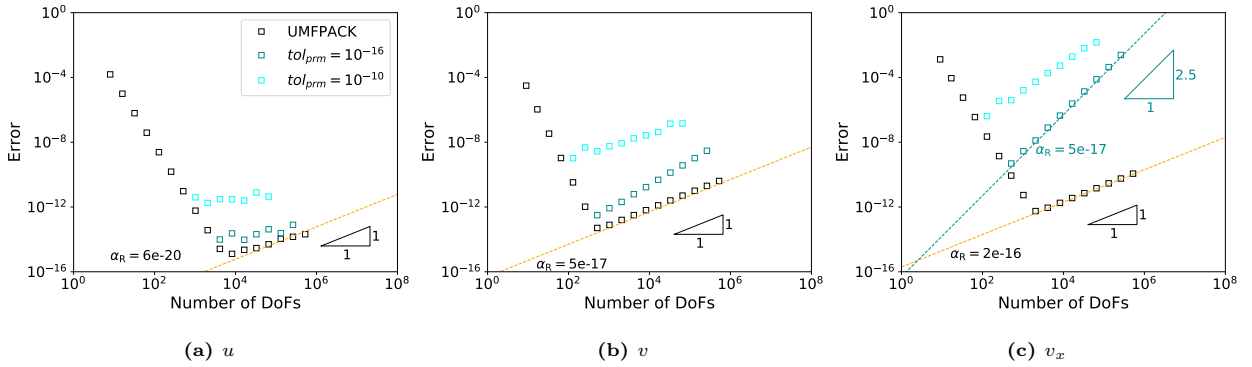 Error
10^0
10^-4
10^-8
10^-12
10^-16
UMFPACK
tol_prm = 10^-16
tol_prm = 10^-10
α_R = 6e-20
1
1
10^0 10^2 10^4 10^6 10^8
Number of DoFs
(a) u
Error
10^0
10^-4
10^-8
10^-12
10^-16
α_R = 5e-17
1
1
10^0 10^2 10^4 10^6 10^8
Number of DoFs
(b) v
Error
10^0
10^-4
10^-8
10^-12
10^-16
2.5
1
α_R = 5e-17
α_R = 2e-16
1
1
10^0 10^2 10^4 10^6 10^8
Number of DoFs
(c) v_x